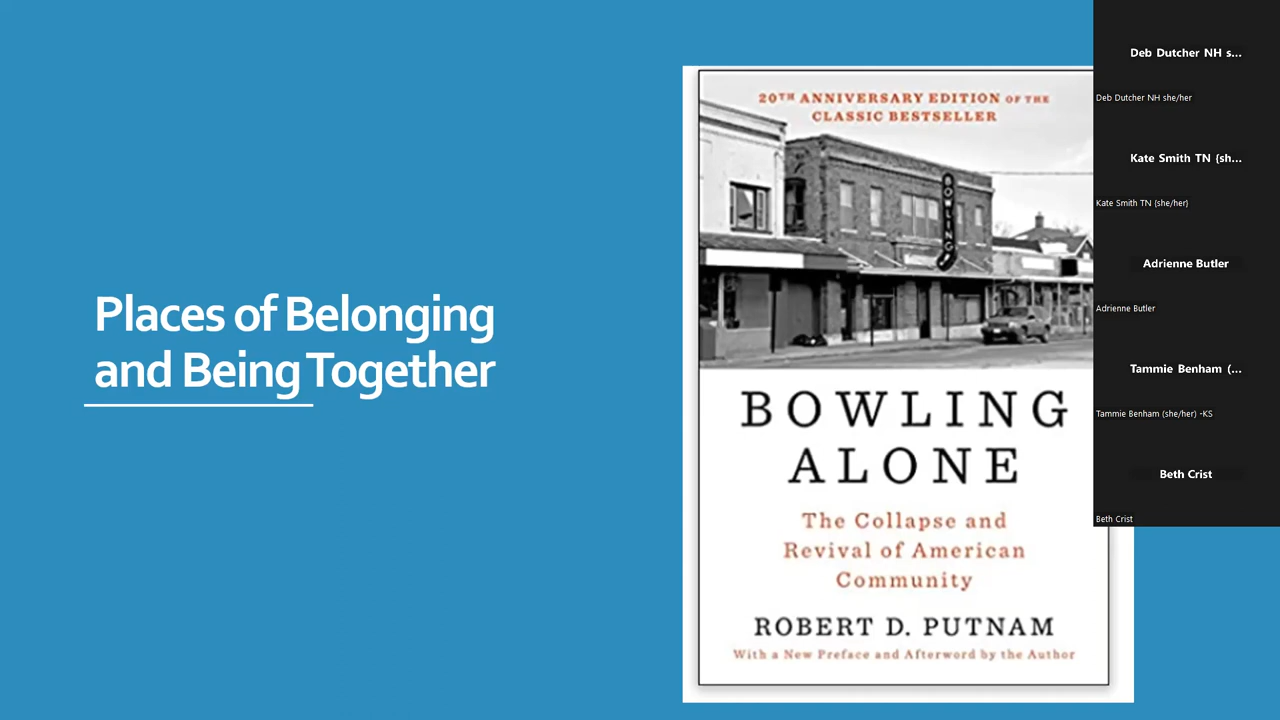 Places of Belonging
and Being Together
20TH ANNIVERSARY EDITION OF THE
CLASSIC BESTSELLER
BOWLING
BOWLING
ALONE
The Collapse and
Revival of American
Community
ROBERT D. PUTNAM
With a New Preface and Afterword by the Author
Deb Dutcher NH s...
Deb Dutcher NH she/her
Kate Smith TN (sh...
Kate Smith TN (she/her)
Adrienne Butler
Adrienne Butler
Tammie Benham (...
Tammie Benham (she/her) -KS
Beth Crist
Beth Crist